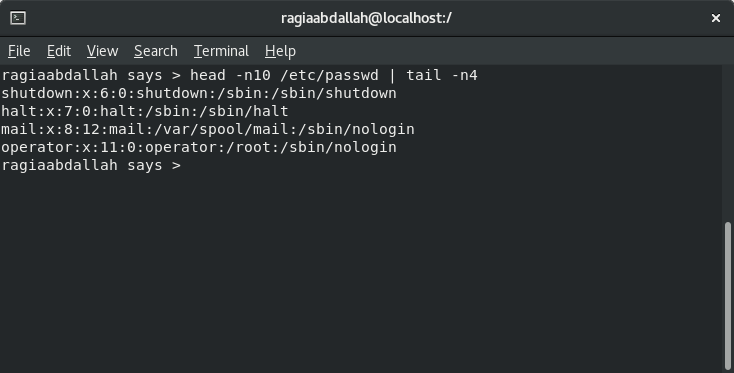 ragiaabdallah@localhost:/
File Edit View Search Terminal Help
ragiaabdallah says > head -n10 /etc/passwd | tail -n4
shutdown:x:6:0:shutdown:/sbin:/sbin/shutdown
halt:x:7:0:halt:/sbin:/sbin/halt
mail:x:8:12:mail:/var/spool/mail:/sbin/nologin
operator:x:11:0:operator:/root:/sbin/nologin
ragiaabdallah says >